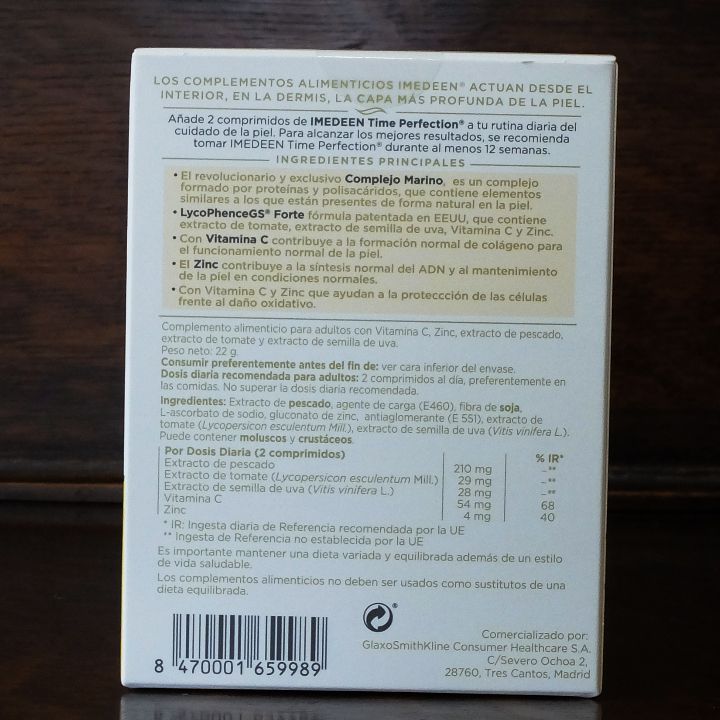 LOS COMPLEMENTOS ALIMENTICIOS IMEDEEN® ACTUAN DESDE EL
INTERIOR, EN LA DERMIS, LA CAPA MÁS PROFUNDA DE LA PIEL.
Añade 2 comprimidos de IMEDEEN Time Perfection® a tu rutina diaria del
cuidado de la piel. Para alcanzar los mejores resultados, se recomienda
tomar IMEDEEN Time Perfection® durante al menos 12 semanas.
INGREDIENTES PRINCIPALES
• El revolucionario y exclusivo Complejo Marino, es un complejo
formado por proteínas y polisacáridos, que contiene elementos
similares a los que están presentes de forma natural en la piel.
• LycoPhenceGS® Forte fórmula patentada en EEUU, que contiene
extracto de tomate, extracto de semilla de uva, Vitamina C y Zinc.
• Con Vitamina C contribuye a la formación normal de colágeno para
el funcionamiento normal de la piel.
• El Zinc contribuye a la síntesis normal del ADN y al mantenimiento
de la piel en condiciones normales.
• Con Vitamina C y Zinc que ayudan a la proteccción de las células
frente al daño oxidativo.
Complemento alimenticio para adultos con Vitamina C, Zinc, extracto de pescado,
extracto de tomate y extracto de semilla de uva.
Peso neto: 22 g.
Consumir preferentemente antes del fin de: ver cara inferior del envase.
Dosis diaria recomendada para adultos: 2 comprimidos al día, preferentemente en
las comidas. No superar la dosis diaria recomendada.
Ingredientes: Extracto de pescado, agente de carga (E460), fibra de soja,
L-ascorbato de sodio, gluconato de zinc, antiaglomerante (E 551), extracto de
tomate (Lycopersicon esculentum Mill.), extracto de semilla de uva (Vitis vinifera L.).
Puede contener moluscos y crustáceos.
Por Dosis Diaria (2 comprimidos) % IR*
Extracto de pescado 210 mg -**
Extracto de tomate (Lycopersicon esculentum Mill.) 29 mg -**
Extracto de semilla de uva (Vitis vinifera L.) 28 mg -**
Vitamina C 54 mg 68
Zinc 4 mg 40
* IR: Ingesta diaria de Referencia recomendada por la UE
** Ingesta de Referencia no establecida por la UE
Es importante mantener una dieta variada y equilibrada además de un estilo
de vida saludable.
Los complementos alimenticios no deben ser usados como sustitutos de una
dieta equilibrada.
8 470001 659989
®
Comercializado por:
GlaxoSmithKline Consumer Healthcare S.A.
C/Severo Ochoa 2,
28760, Tres Cantos, Madrid